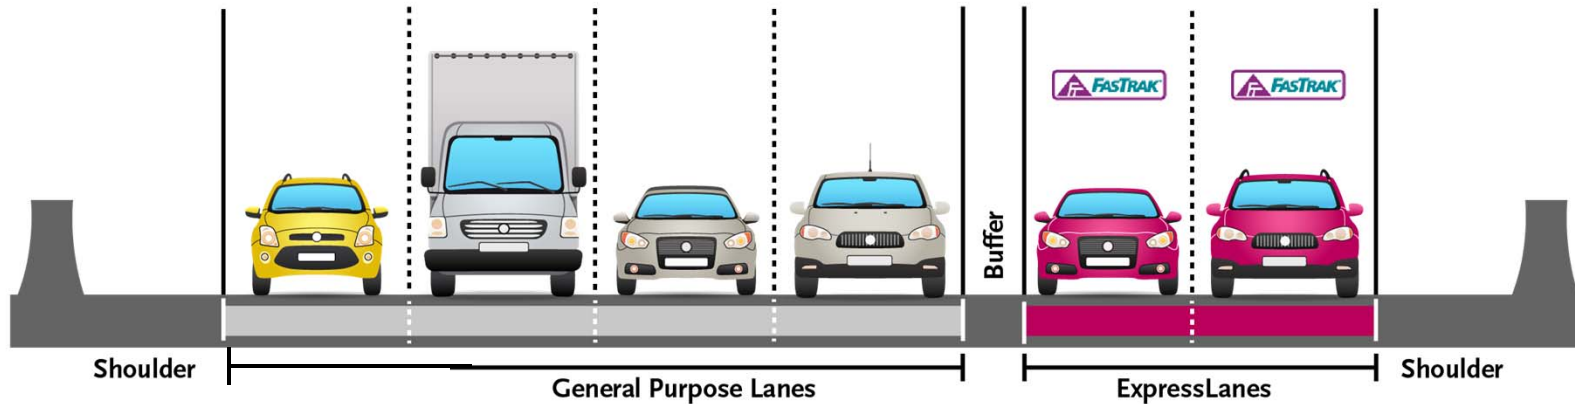 FASTRAK
FASTRAK
Buffer
Shoulder
General Purpose Lanes
ExpressLanes
Shoulder